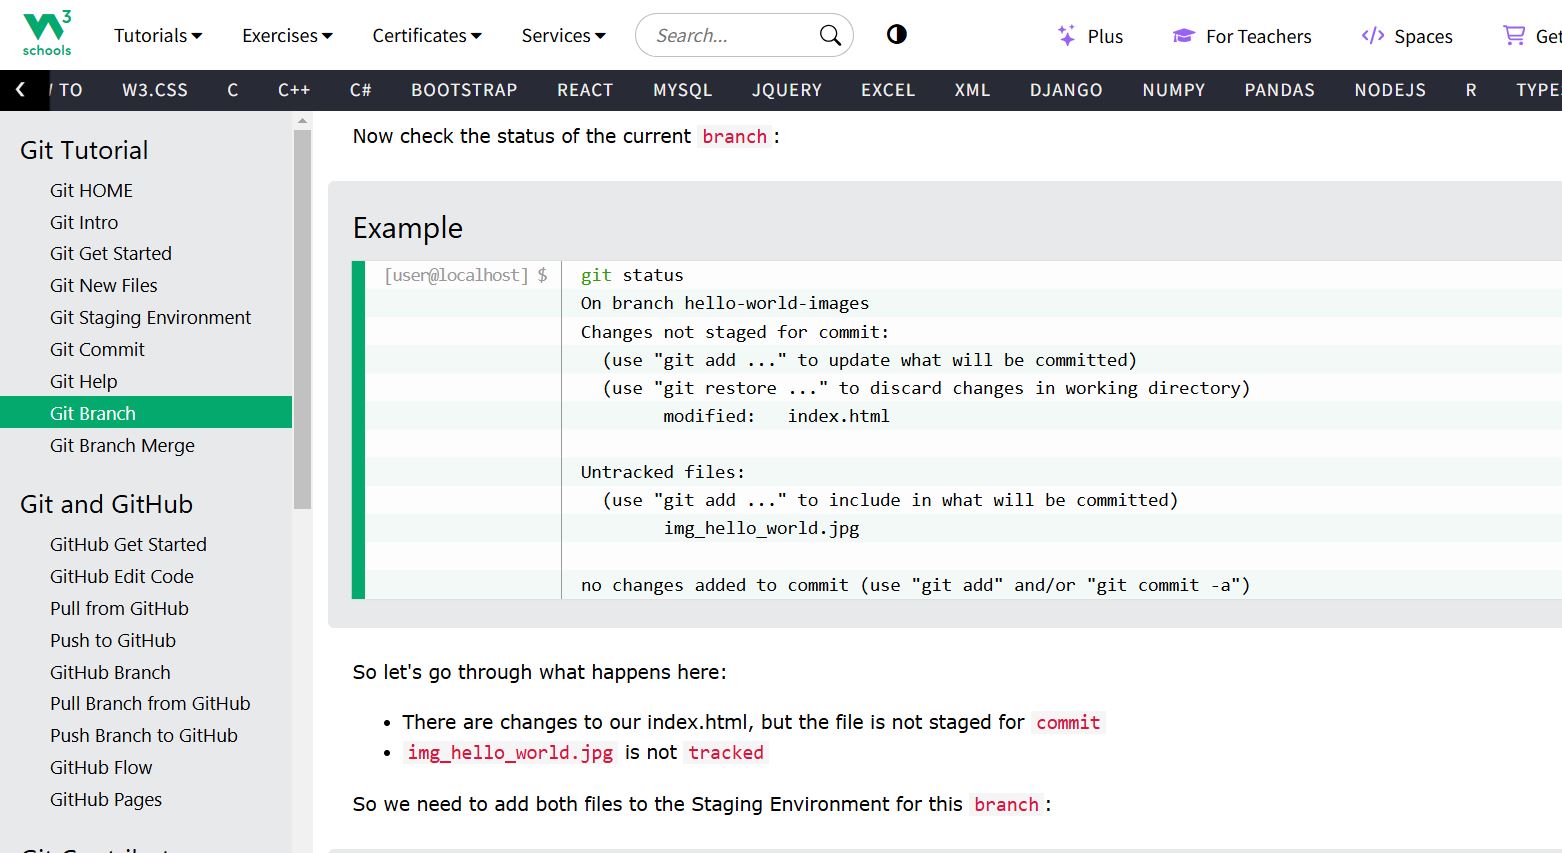 W3 schools
Tutorials Exercises Certificates Services Search... Plus For Teachers Spaces Get
TO W3.CSS C C++ C# BOOTSTRAP REACT MYSQL JQUERY EXCEL XML DJANGO NUMPY PANDAS NODEJS R TYPE
Git Tutorial
Git HOME
Git Intro
Git Get Started
Git New Files
Git Staging Environment
Git Commit
Git Help
Git Branch
Git Branch Merge
Git and GitHub
GitHub Get Started
GitHub Edit Code
Pull from GitHub
Push to GitHub
GitHub Branch
Pull Branch from GitHub
Push Branch to GitHub
GitHub Flow
GitHub Pages
Now check the status of the current branch:
Example
[user@localhost] $ git status
On branch hello-world-images
Changes not staged for commit:
(use "git add ..." to update what will be committed)
(use "git restore ..." to discard changes in working directory)
modified: index.html
Untracked files:
(use "git add ..." to include in what will be committed)
img_hello_world.jpg
no changes added to commit (use "git add" and/or "git commit -a")
So let's go through what happens here:
• There are changes to our index.html, but the file is not staged for commit
• img_hello_world.jpg is not tracked
So we need to add both files to the Staging Environment for this branch: